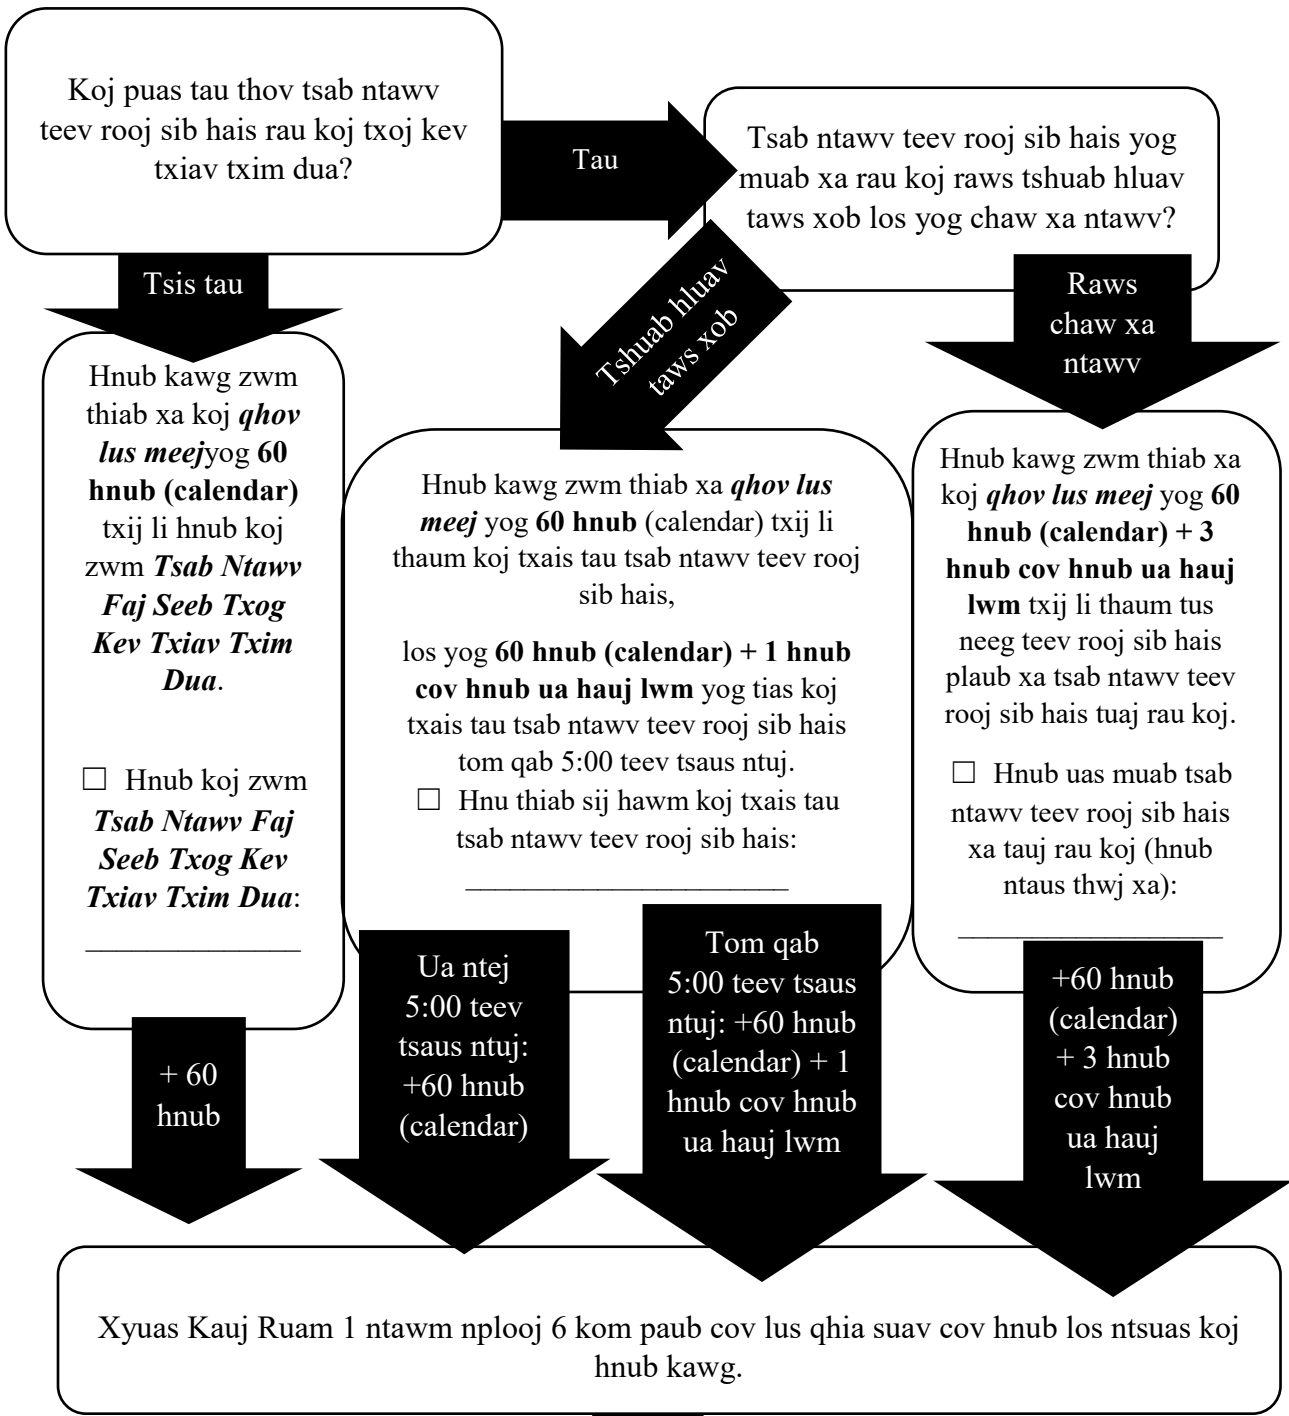 Koj puas tau thov tsab ntawv
teev rooj sib hais rau koj txoj kev
txiav txim dua?
Tau
Tsab ntawv teev rooj sib hais yog
muab xa rau koj raws tshuab hluav
taws xob los yog chaw xa ntawv?
Tsis tau
Tshuab hluav
taws xob
Raws
chaw xa
ntawv
Hnub kawg zwm
thiab xa koj qhov
lus meejyog 60
hnub (calendar)
txij li hnub koj
zwm Tsab Ntawv
Faj Seeb Txog
Kev Txiav Txim
Dua.
☐ Hnub koj zwm
Tsab Ntawv Faj
Seeb Txog Kev
Txiav Txim Dua:
______________
Hnub kawg zwm thiab xa qhov lus
meej yog 60 hnub (calendar) txij li
thaum koj txais tau tsab ntawv teev rooj
sib hais,
los yog 60 hnub (calendar) + 1 hnub
cov hnub ua hauj lwm yog tias koj
txais tau tsab ntawv teev rooj sib hais
tom qab 5:00 teev tsaus ntuj.
☐ Hnu thiab sij hawm koj txais tau
tsab ntawv teev rooj sib hais:
______________________
Hnub kawg zwm thiab xa
koj qhov lus meej yog 60
hnub (calendar) + 3
hnub cov hnub ua hauj
lwm txij li thaum tus
neeg teev rooj sib hais
plaub xa tsab ntawv teev
rooj sib hais tuaj rau koj.
☐ Hnub uas muab tsab
ntawv teev rooj sib hais
xa tauj rau koj (hnub
ntaus thwj xa):
__________________
+ 60
hnub
Ua ntej
5:00 teev
tsaus ntuj:
+60 hnub
(calendar)
Tom qab
5:00 teev tsaus
ntuj: +60 hnub
(calendar) + 1
hnub cov hnub
ua hauj lwm
+60 hnub
(calendar)
+ 3 hnub
cov hnub
ua hauj
lwm
Xyuas Kauj Ruam 1 ntawm nplooj 6 kom paub cov lus qhia suav cov hnub los ntsuas koj
hnub kawg.